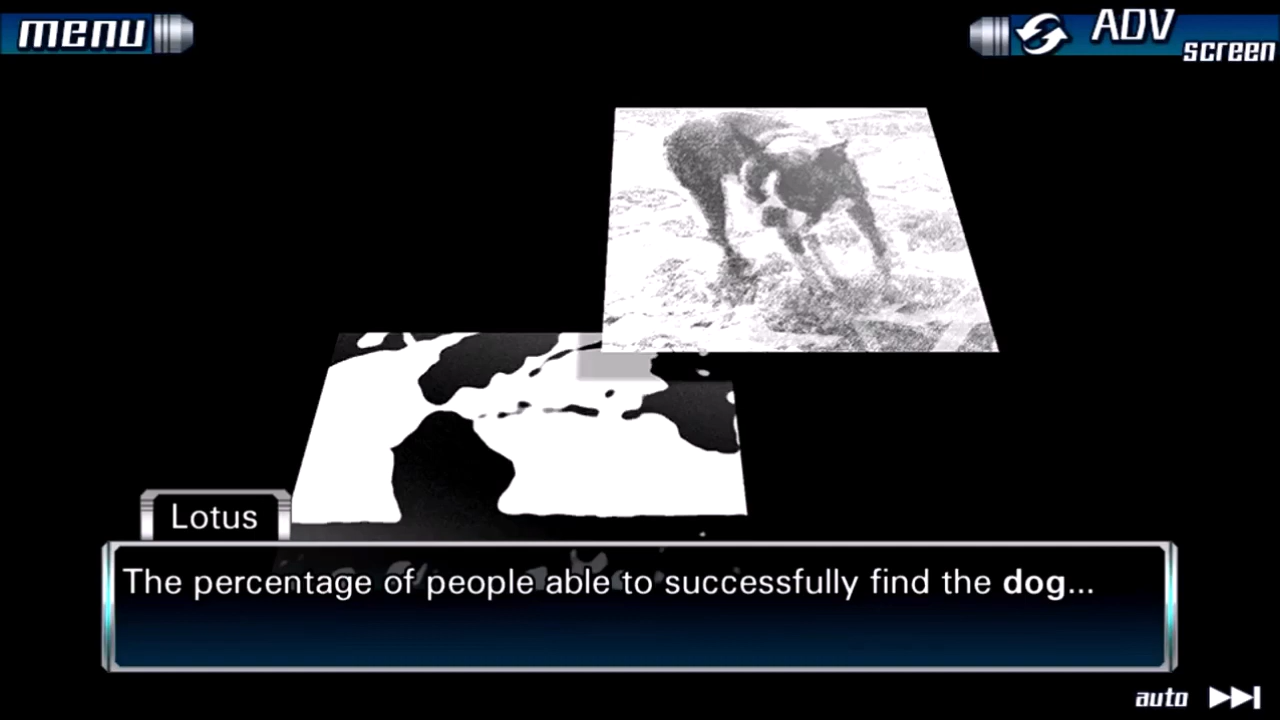 menu
ADV
screen
Lotus
The percentage of people able to successfully find the dog...
auto